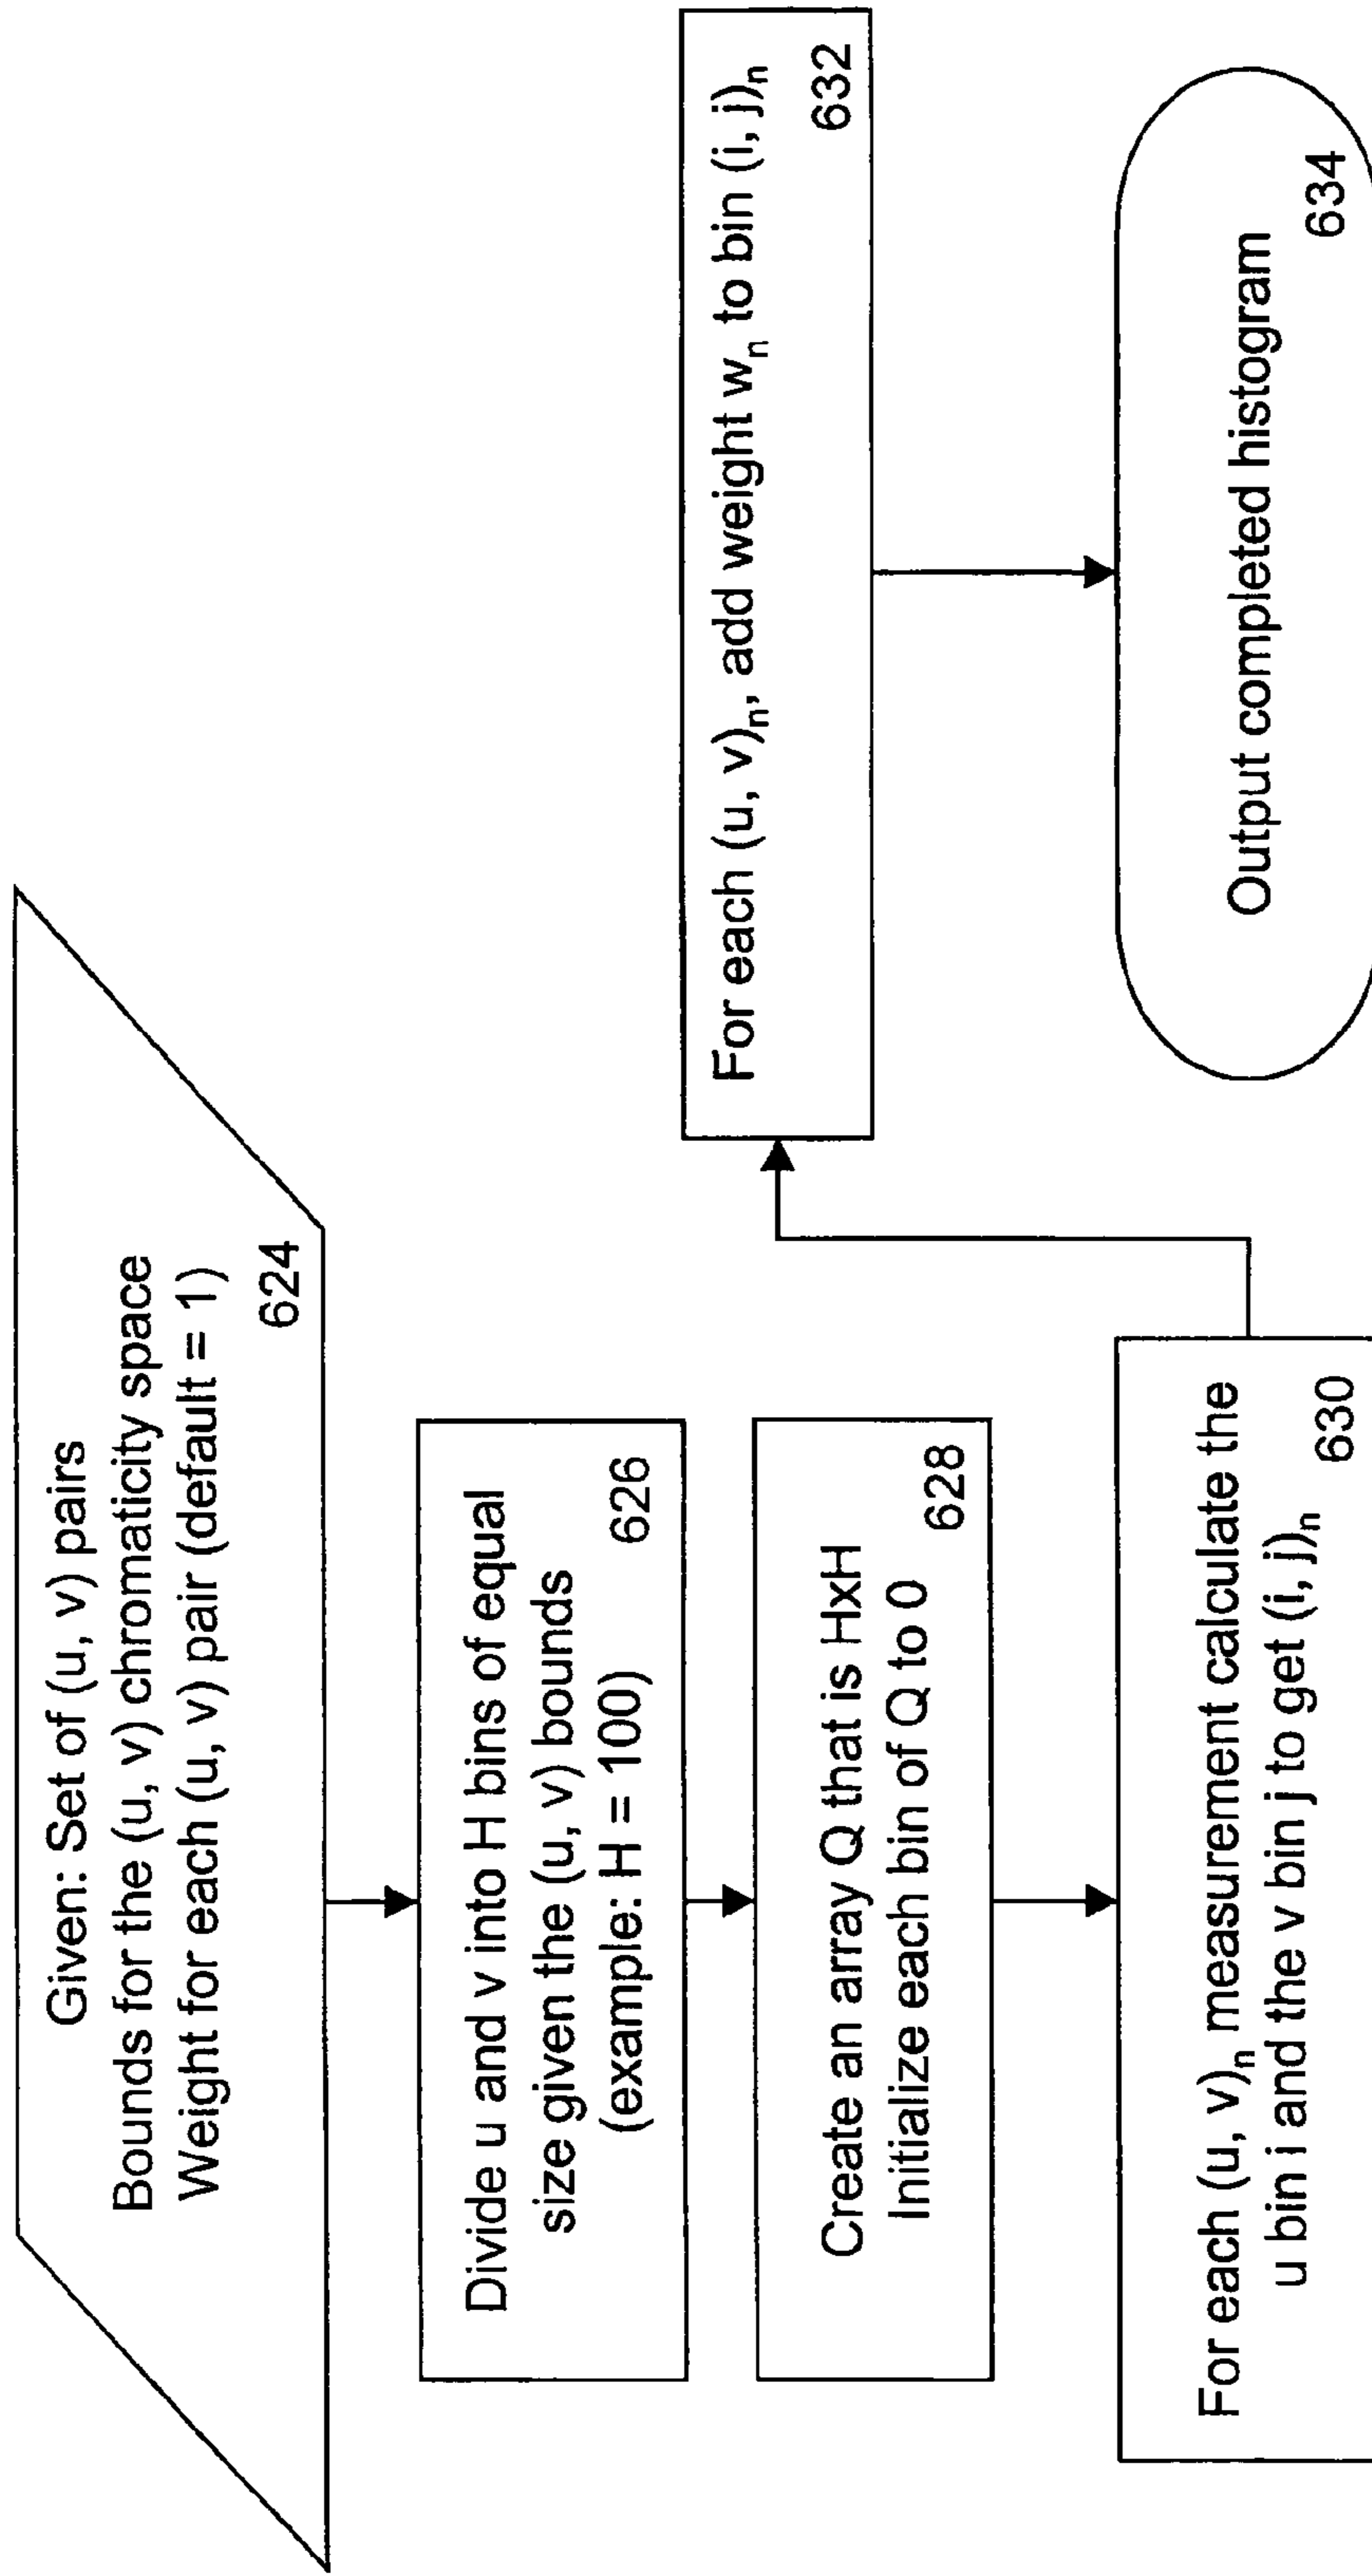 Given: Set of (u, v) pairs
Bounds for the (u, v) chromaticity space
Weight for each (u, v) pair (default = 1)
624
Divide u and v into H bins of equal
size given the (u, v) bounds
(example: H = 100)
626
Create an array Q that is HxH
Initialize each bin of Q to 0
628
For each (u, v)ₙ measurement calculate the
u bin i and the v bin j to get (i, j)ₙ
630
For each (u, v)ₙ, add weight wₙ to bin (i, j)ₙ
632
Output completed histogram
634